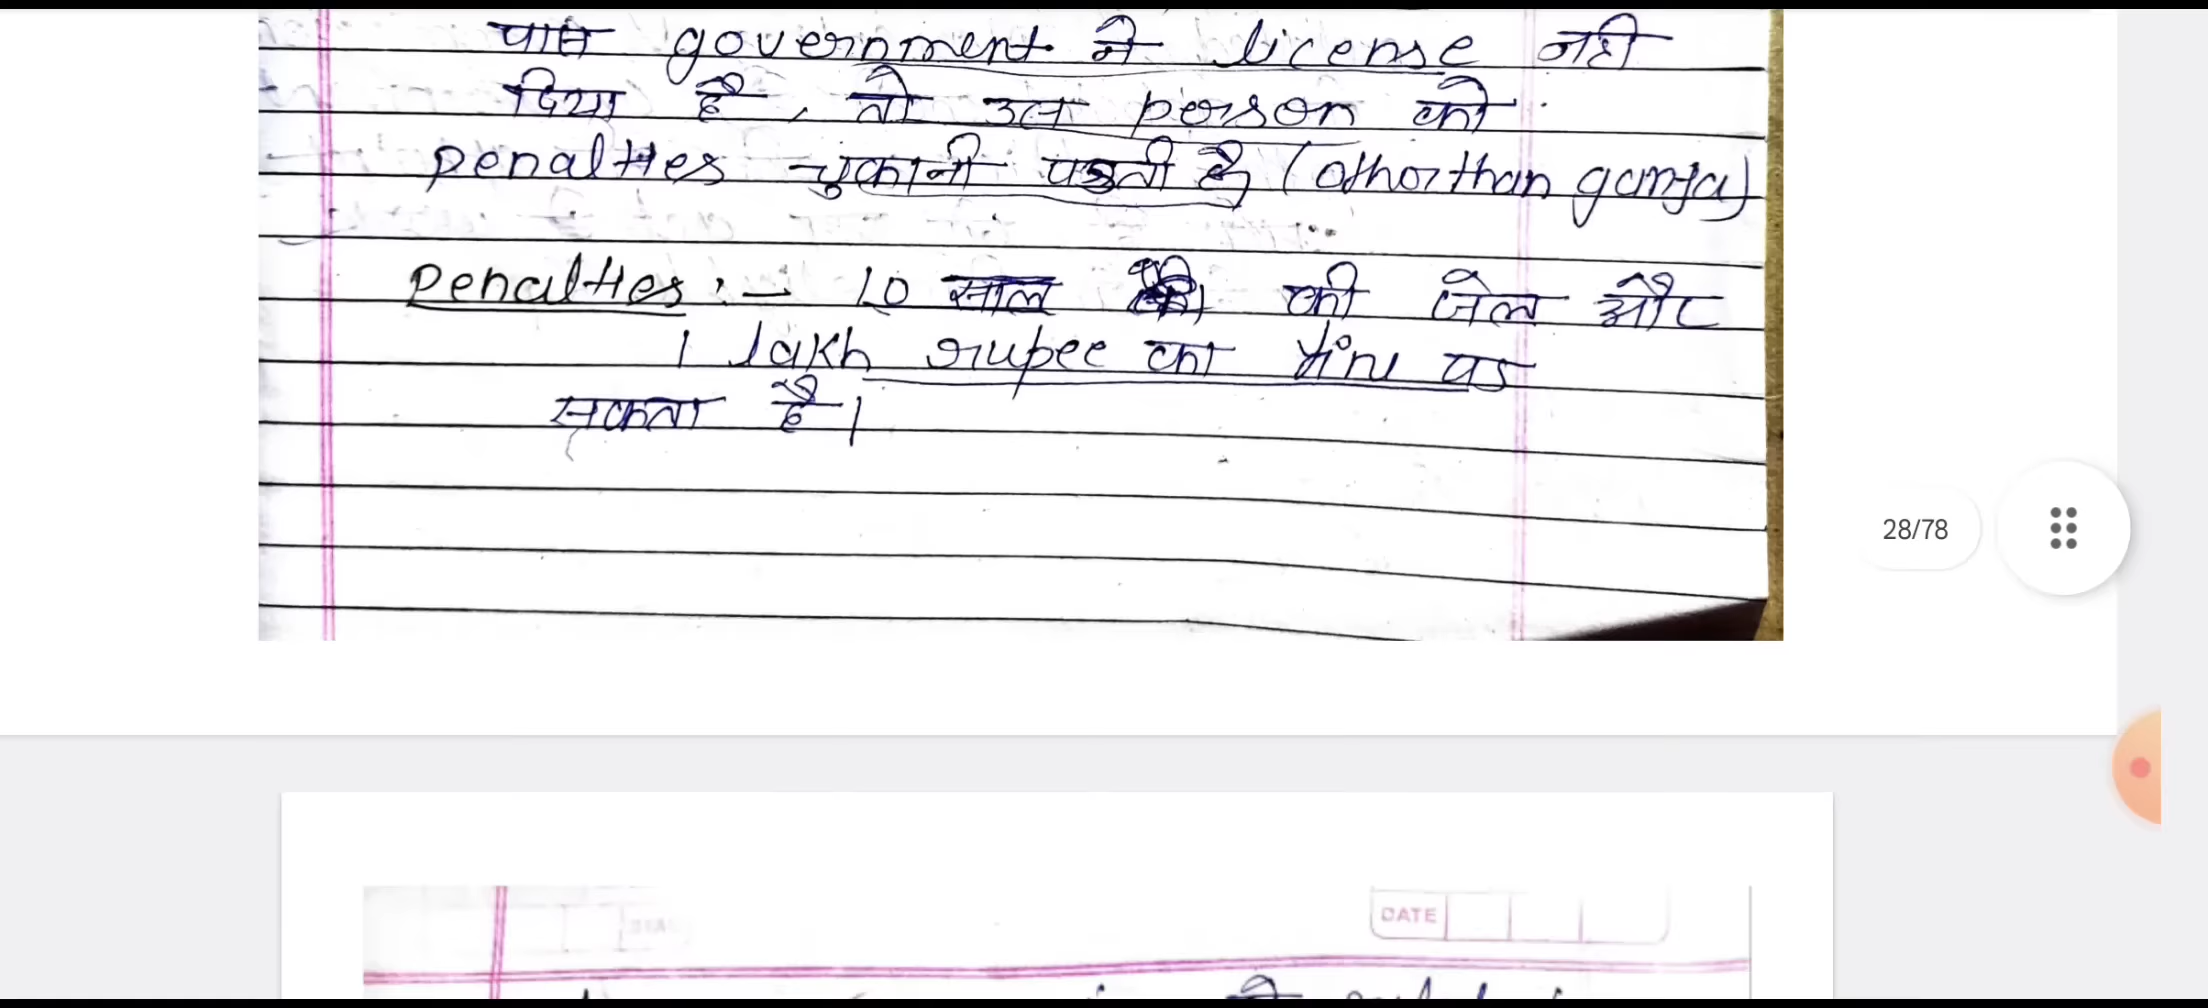 पास government ने license नही
दिया है, तो उस person को
penalties चुकानी पडती है (other than ganja)
penalties :- 10 साल की जेल और
1 lakh rupee का fine पड
सकता है।
28/78
DATE